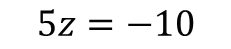 5𝑧 = −10